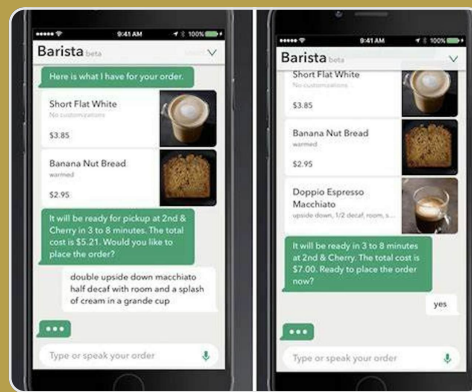 9:41 AM
100%
Barista beta
Here is what I have for your order.
Short Flat White
No customizations
$3.85
Banana Nut Bread
warmed
$2.95
It will be ready for pickup at 2nd &
Cherry in 3 to 8 minutes. The total
cost is $5.21. Would you like to
place the order?
double upside down macchiato
half decaf with room and a splash
of cream in a grande cup
Type or speak your order
9:41 AM
100%
Barista beta
Short Flat White
No customizations
$3.85
Banana Nut Bread
warmed
$2.95
Doppio Espresso
Macchiato
upside down, 1/2 decaf, room, s...
It will be ready in 3 to 8 minutes
at 2nd & Cherry. The total cost is
$7.00. Ready to place the order
now?
yes
Type or speak your order